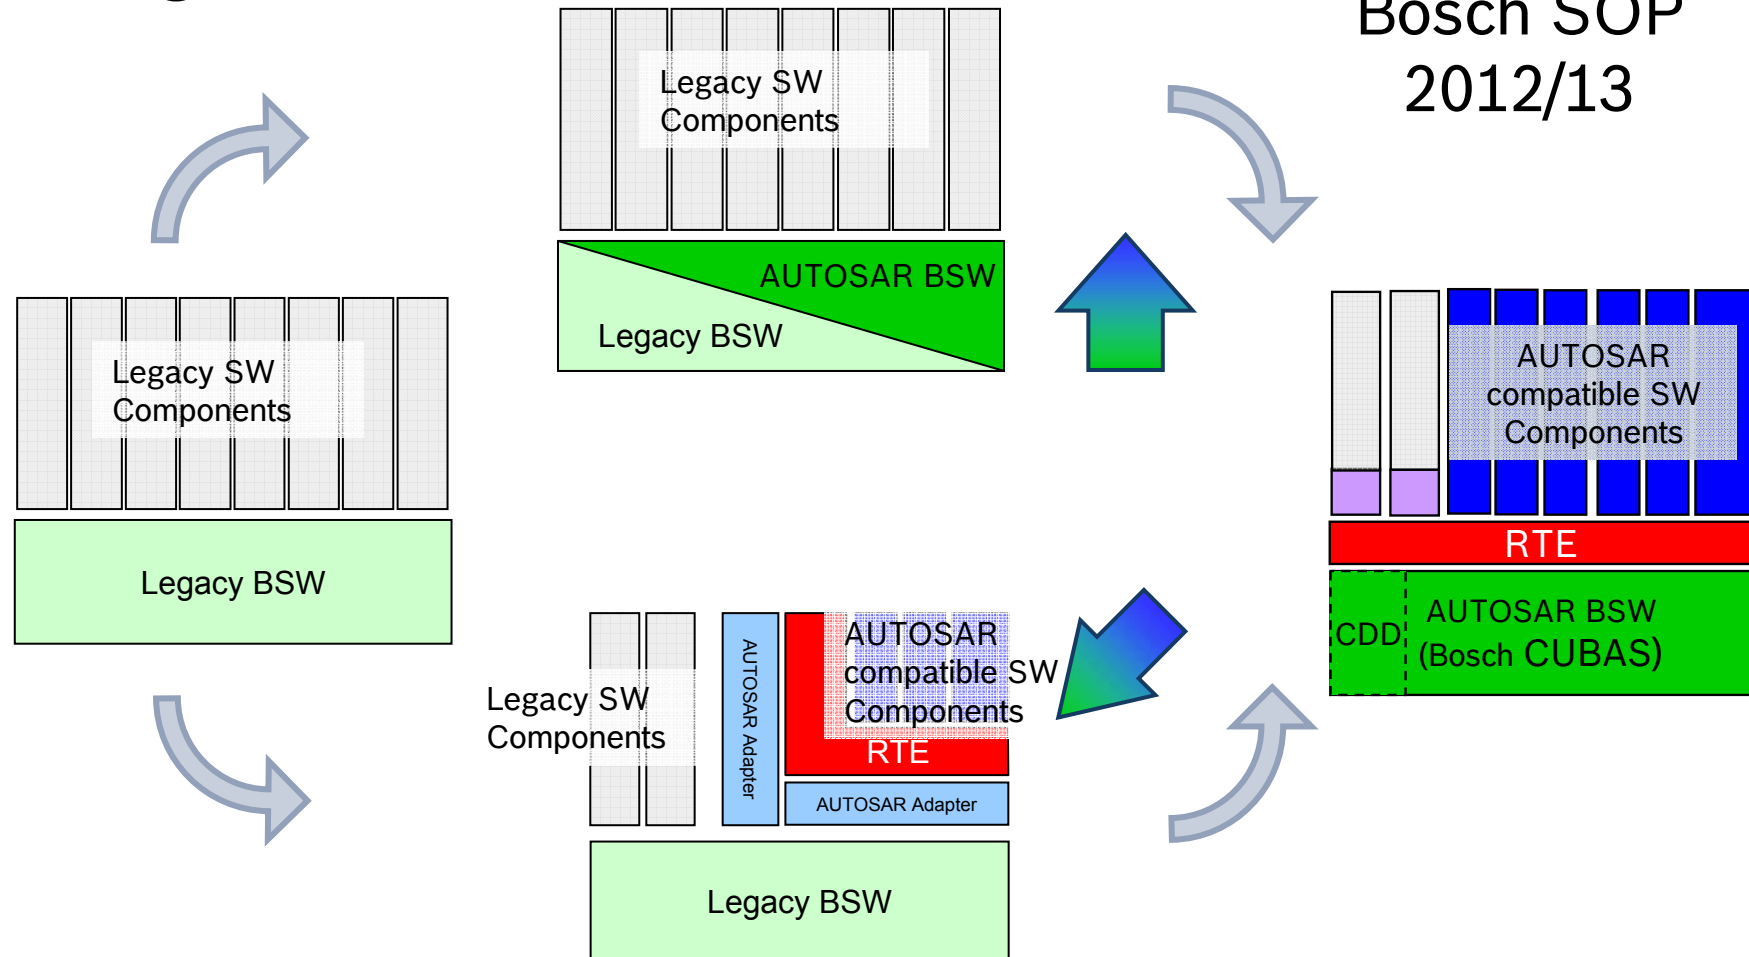 Bosch SOP
2012/13
Legacy SW
Components
AUTOSAR BSW
Legacy BSW
Legacy SW
Components
Legacy BSW
AUTOSAR
compatible SW
Components
RTE
CDD
AUTOSAR BSW
(Bosch CUBAS)
Legacy SW
Components
AUTOSAR Adapter
AUTOSAR
compatible SW
Components
RTE
AUTOSAR Adapter
Legacy BSW